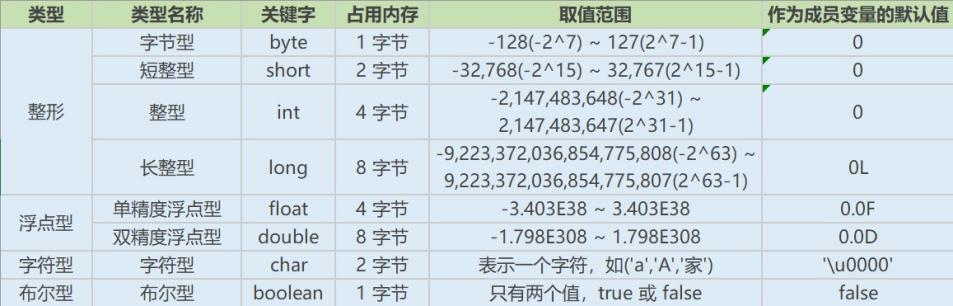 类型 类型名称 关键字 占用内存 取值范围 作为成员变量的默认值
整形 字节型 byte 1 字节 -128(-2^7) ~ 127(2^7-1) 0
短整型 short 2 字节 -32,768(-2^15) ~ 32,767(2^15-1) 0
整型 int 4 字节 -2,147,483,648(-2^31) ~
2,147,483,647(2^31-1) 0
长整型 long 8 字节 -9,223,372,036,854,775,808(-2^63) ~
9,223,372,036,854,775,807(2^63-1) 0L
浮点型 单精度浮点型 float 4 字节 -3.403E38 ~ 3.403E38 0.0F
双精度浮点型 double 8 字节 -1.798E308 ~ 1.798E308 0.0D
字符型 字符型 char 2 字节 表示一个字符，如('a','A','家') '\u0000'
布尔型 布尔型 boolean 1 字节 只有两个值，true 或 false false